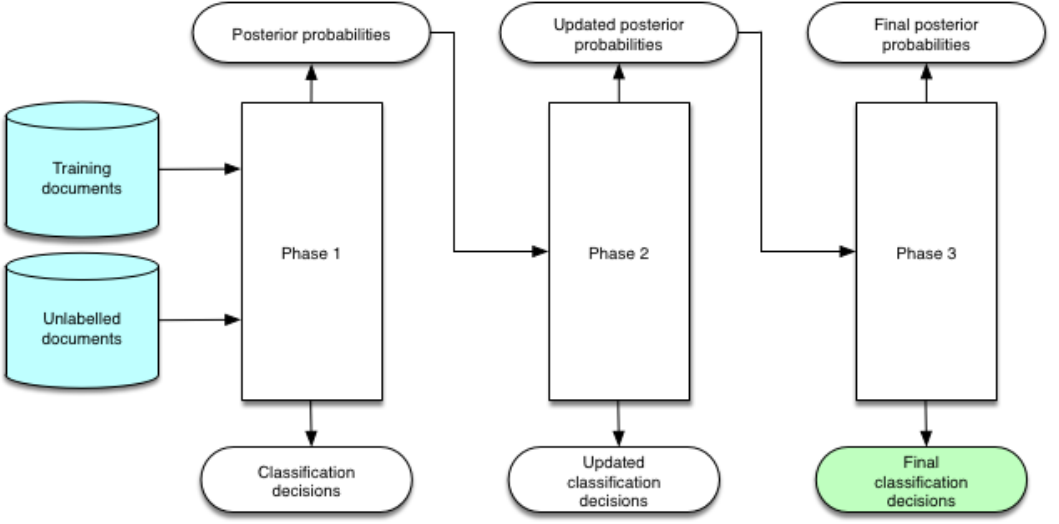 Posterior probabilities
Updated posterior
probabilities
Final posterior
probabilities
Training
documents
Unlabelled
documents
Phase 1
Phase 2
Phase 3
Classification
decisions
Updated
classification
decisions
Final
classification
decisions